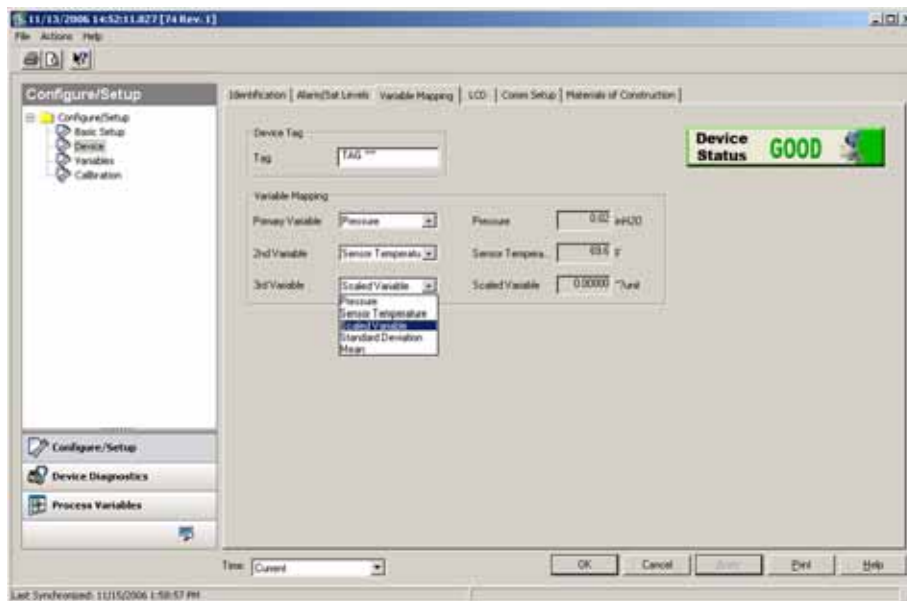 11/13/2006 14:52:11.827 [74 Rev. 1]
File Actions Help
Configure/Setup
Configure/Setup
Basic Setup
Device
Variables
Calibration
Configure/Setup
Device Diagnostics
Process Variables
Identification Alarm/Sat Levels Variable Mapping LCD Comm Setup Materials of Construction
Device Tag
Tag TAG
Device Status GOOD
Variable Mapping
Primary Variable Pressure Pressure 0.02 inH2O
2nd Variable Sensor Temperatu Sensor Tempera... 69.6 F
3rd Variable Scaled Variable Scaled Variable 0.00000
Pressure
Sensor Temperature
Scaled Variable
Standard Deviation
Mean
Time: Current
OK Cancel Apply Print Help
Last Synchronized: 11/15/2006 1:58:57 PM